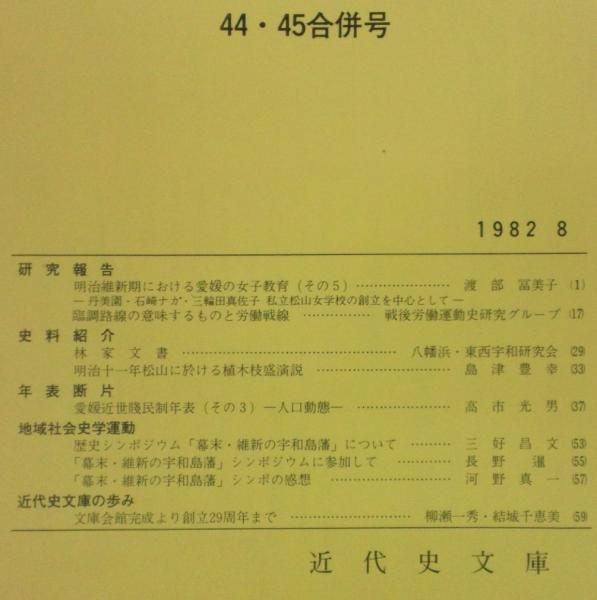 44・45合併号
1982 8
研究報告
明治維新期における愛媛の女子教育（その5）…………………… 渡部冨美子 (1)
― 丹美園・石崎ナカ・三輪田真佐子 私立松山女学校の創立を中心として ―
臨調路線の意味するものと労働戦線 ……………… 戦後労働運動史研究グループ (17)
史料紹介
林家文書 ……………………………………… 八幡浜・東西宇和研究会 (29)
明治十一年松山に於ける植木枝盛演説 …………………… 島津豊幸 (33)
年表断片
愛媛近世賤民制年表（その3）―人口動態― …………………… 高市光男 (37)
地域社会史学運動
歴史シンポジウム「幕末・維新の宇和島藩」について ………… 三好昌文 (53)
「幕末・維新の宇和島藩」シンポジウムに参加して ………… 長野 (55)
「幕末・維新の宇和島藩」シンポの感想 ……………… 河野真一 (57)
近代史文庫の歩み
文庫会館完成より創立29周年まで …………………… 柳瀬一秀・結城千恵美 (59)
近代史文庫